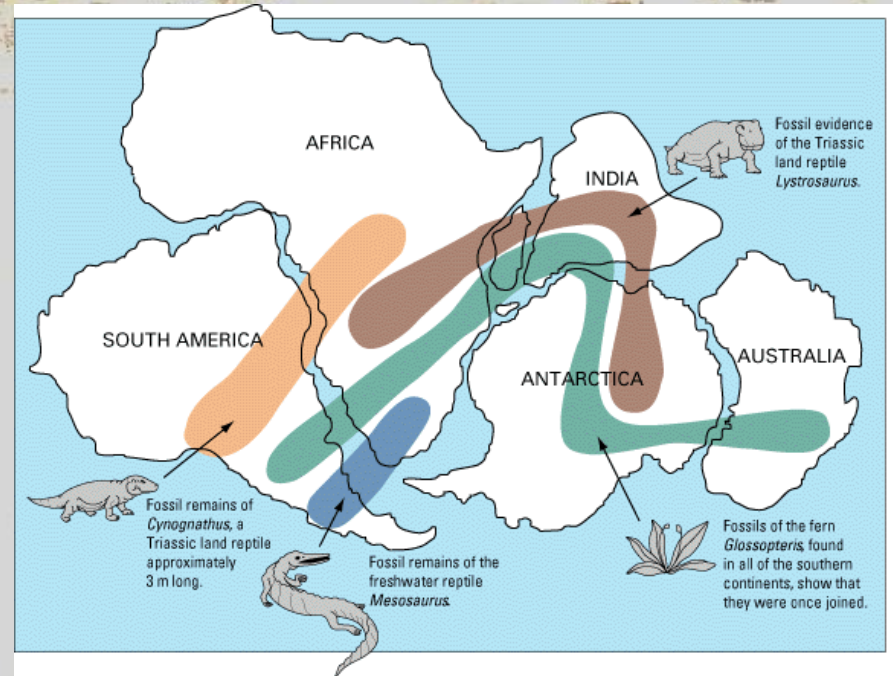 AFRICA
Fossil evidence
of the Triassic
land reptile
Lystrosaurus.
INDIA
SOUTH AMERICA
ANTARCTICA
AUSTRALIA
Fossil remains of
Cynognathus, a
Triassic land reptile
approximately
3 m long.
Fossil remains of the
freshwater reptile
Mesosaurus.
Fossils of the fern
Glossopteris, found
in all of the southern
continents, show that
they were once joined.